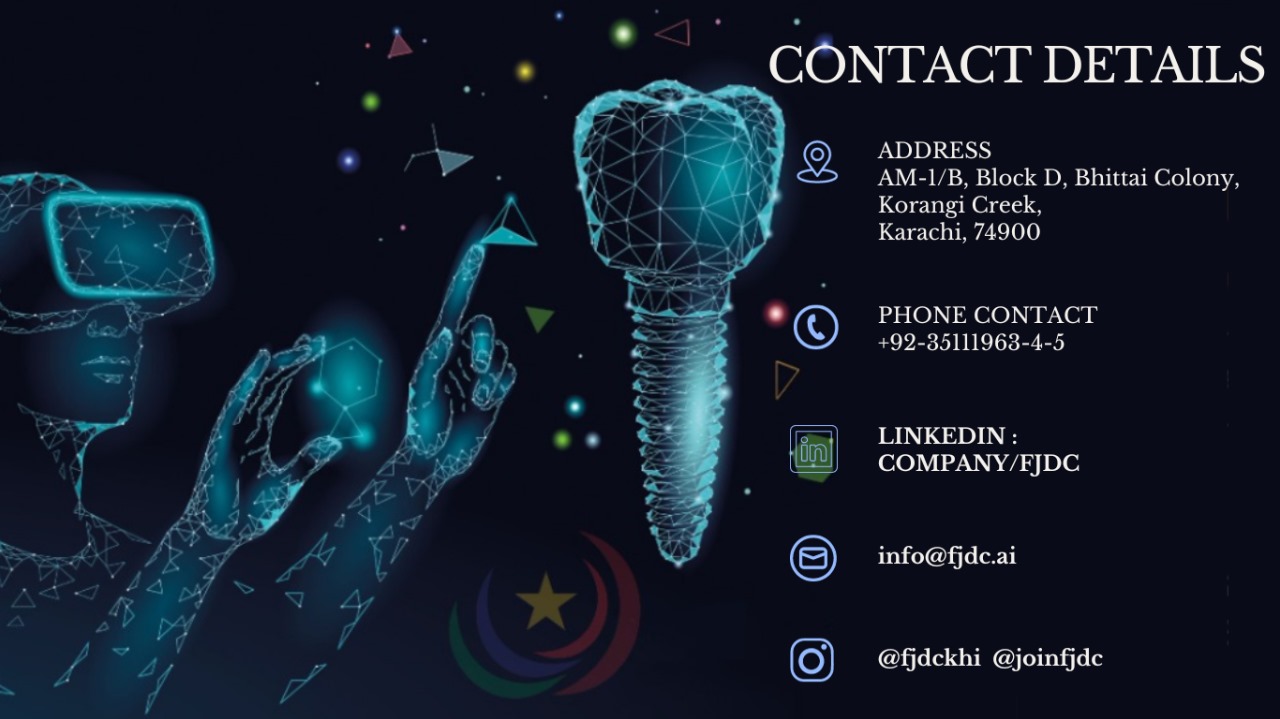 CONTACT DETAILS
ADDRESS
AM-1/B, Block D, Bhittai Colony,
Korangi Creek,
Karachi, 74900
PHONE CONTACT
+92-35111963-4-5
in
LINKEDIN :
COMPANY/FJDC
info@fjdc.ai
@fjdckhi @joinfjdc